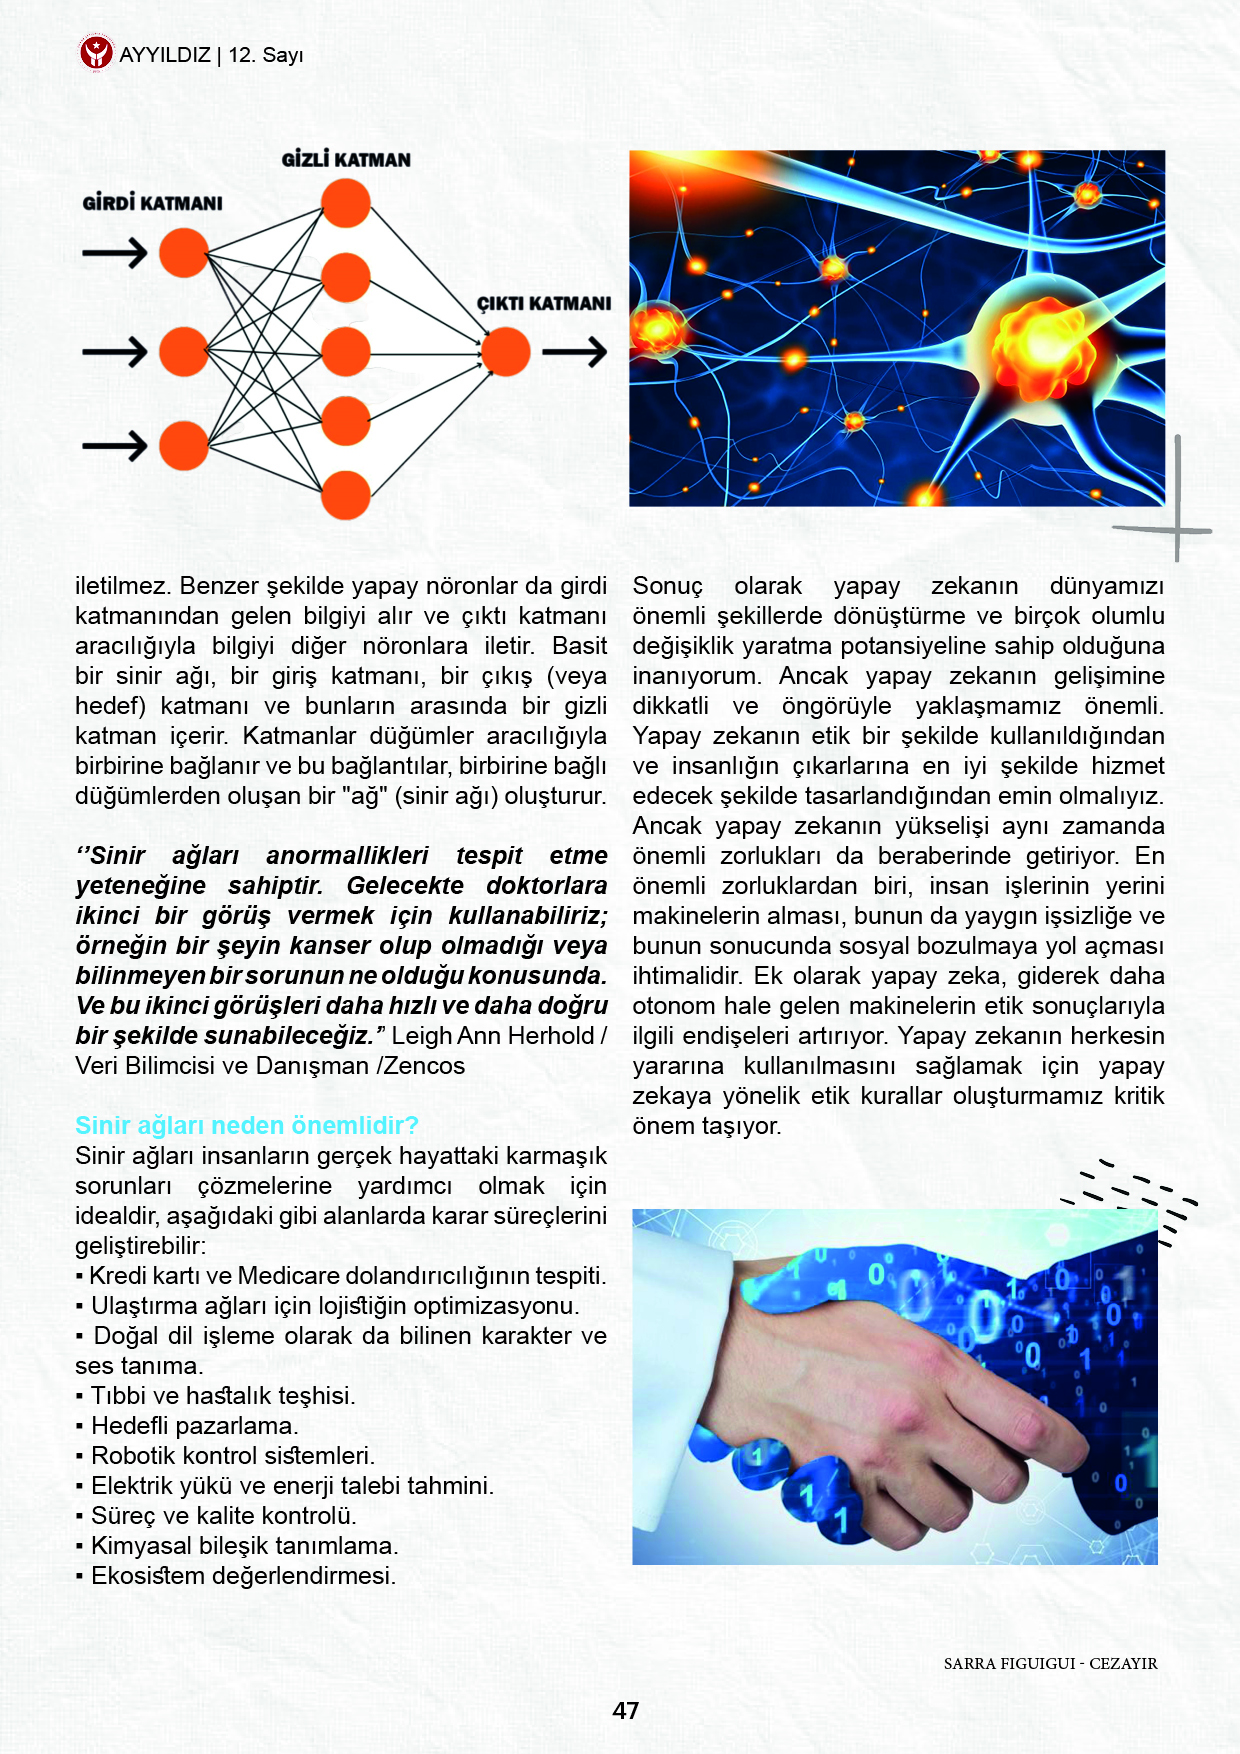 AYYILDIZ | 12. Sayı
GİZLİ KATMAN
GİRDİ KATMANI
ÇIKTI KATMANI
iletilmez. Benzer şekilde yapay nöronlar da girdi
katmanından gelen bilgiyi alır ve çıktı katmanı
aracılığıyla bilgiyi diğer nöronlara iletir. Basit
bir sinir ağı, bir giriş katmanı, bir çıkış (veya
hedef) katmanı ve bunların arasında bir gizli
katman içerir. Katmanlar düğümler aracılığıyla
birbirine bağlanır ve bu bağlantılar, birbirine bağlı
düğümlerden oluşan bir "ağ" (sinir ağı) oluşturur.
‘’Sinir ağları anormallikleri tespit etme
yeteneğine sahiptir. Gelecekte doktorlara
ikinci bir görüş vermek için kullanabiliriz;
örneğin bir şeyin kanser olup olmadığı veya
bilinmeyen bir sorunun ne olduğu konusunda.
Ve bu ikinci görüşleri daha hızlı ve daha doğru
bir şekilde sunabileceğiz.’’ Leigh Ann Herhold /
Veri Bilimcisi ve Danışman /Zencos
Sinir ağları neden önemlidir?
Sinir ağları insanların gerçek hayattaki karmaşık
sorunları çözmelerine yardımcı olmak için
idealdir, aşağıdaki gibi alanlarda karar süreçlerini
geliştirebilir:
▪ Kredi kartı ve Medicare dolandırıcılığının tespiti.
▪ Ulaştırma ağları için lojistiğin optimizasyonu.
▪ Doğal dil işleme olarak da bilinen karakter ve
ses tanıma.
▪ Tıbbi ve hastalık teşhisi.
▪ Hedefli pazarlama.
▪ Robotik kontrol sistemleri.
▪ Elektrik yükü ve enerji talebi tahmini.
▪ Süreç ve kalite kontrolü.
▪ Kimyasal bileşik tanımlama.
▪ Ekosistem değerlendirmesi.
Sonuç olarak yapay zekanın dünyamızı
önemli şekillerde dönüştürme ve birçok olumlu
değişiklik yaratma potansiyeline sahip olduğuna
inanıyorum. Ancak yapay zekanın gelişimine
dikkatli ve öngörüyle yaklaşmamız önemli.
Yapay zekanın etik bir şekilde kullanıldığından
ve insanlığın çıkarlarına en iyi şekilde hizmet
edecek şekilde tasarlandığından emin olmalıyız.
Ancak yapay zekanın yükselişi aynı zamanda
önemli zorlukları da beraberinde getiriyor. En
önemli zorluklardan biri, insan işlerinin yerini
makinelerin alması, bunun da yaygın işsizliğe ve
bunun sonucunda sosyal bozulmaya yol açması
ihtimalidir. Ek olarak yapay zeka, giderek daha
otonom hale gelen makinelerin etik sonuçlarıyla
ilgili endişeleri artırıyor. Yapay zekanın herkesin
yararına kullanılmasını sağlamak için yapay
zekaya yönelik etik kurallar oluşturmamız kritik
önem taşıyor.
SARRA FIGUIGUI - CEZAYIR
47